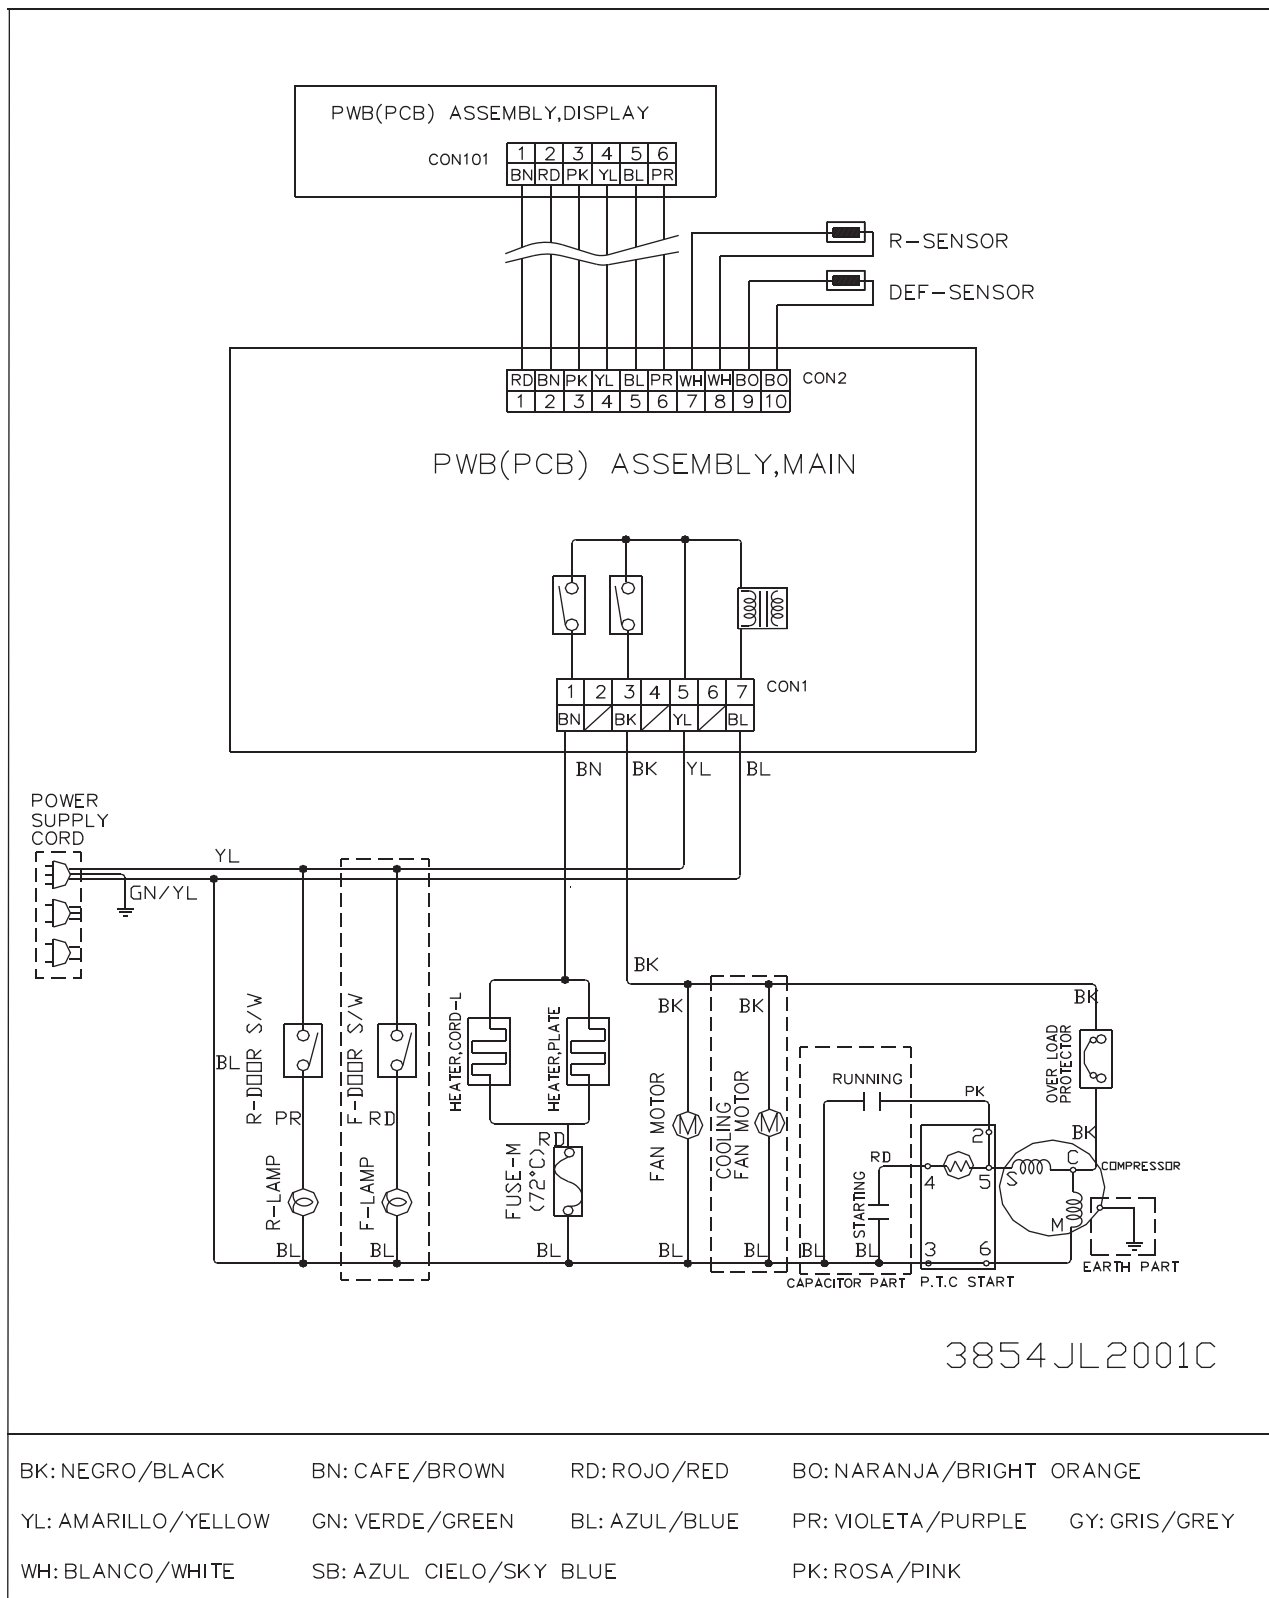 PWB(PCB) ASSEMBLY,DISPLAY
CON101
1 2 3 4 5 6
BN RD PK YL BL PR
R-SENSOR
DEF-SENSOR
RD BN PK YL BL PR WH WH BO BO
CON2
1 2 3 4 5 6 7 8 9 10
PWB(PCB) ASSEMBLY,MAIN
1 2 3 4 5 6 7
CON1
BN BK YL BL
BN BK YL BL
POWER
SUPPLY
CORD
YL
GN/YL
BK
BL
R-DOOR S/W
PR
R-LAMP
BL
F-DOOR S/W
RD
F-LAMP
BL
HEATER,CORD-L
HEATER,PLATE
RD
FUSE-M
(72°C)
BL
BK
FAN MOTOR
BL
BK
COOLING
FAN MOTOR
BL
RUNNING
PK
RD
STARTING
BL
BL
CAPACITOR PART
2
4
5
3
6
P.T.C START
BK
OVER LOAD
PROTECTOR
BK
C
S
M
COMPRESSOR
EARTH PART
3854JL2001C
BK: NEGRO/BLACK BN: CAFE/BROWN RD: ROJO/RED BO: NARANJA/BRIGHT ORANGE
YL: AMARILLO/YELLOW GN: VERDE/GREEN BL: AZUL/BLUE PR: VIOLETA/PURPLE GY: GRIS/GREY
WH: BLANCO/WHITE SB: AZUL CIELO/SKY BLUE PK: ROSA/PINK